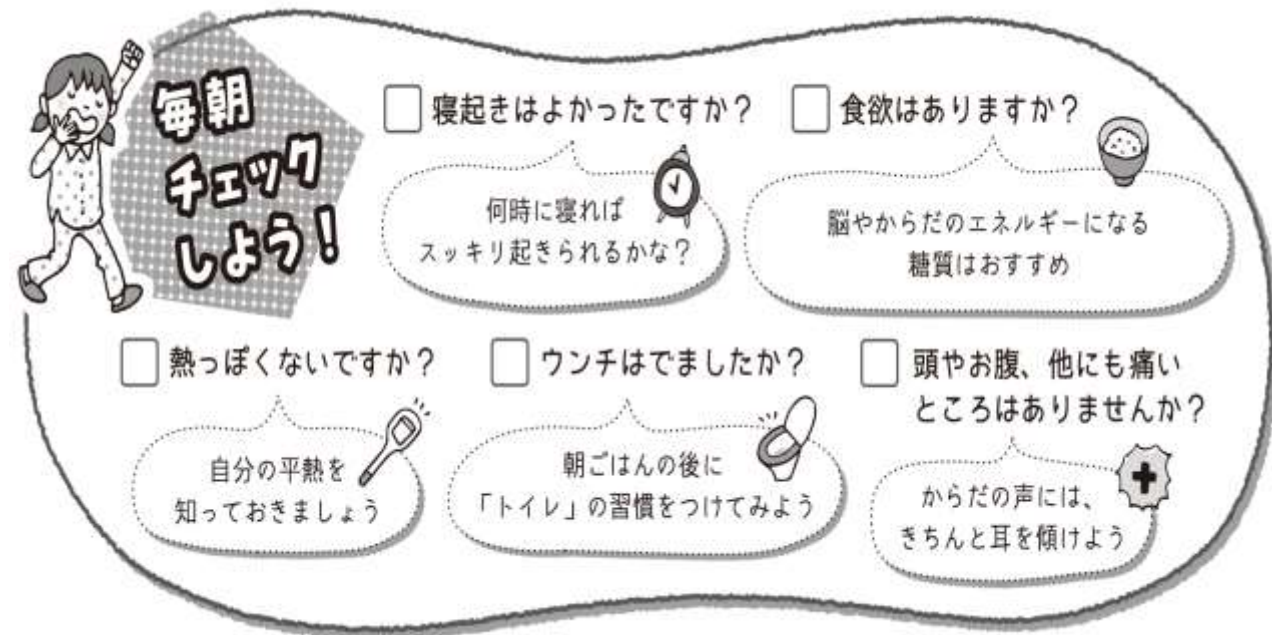 毎朝
チェック
しよう！
寝起きはよかったですか？
何時に寝れば
スッキリ起きられるかな？
食欲はありますか？
脳やからだのエネルギーになる
糖質はおすすめ
熱っぽくないですか？
自分の平熱を
知っておきましょう
ウンチはでましたか？
朝ごはんの後に
「トイレ」の習慣をつけてみよう
頭やお腹、他にも痛い
ところはありませんか？
からだの声には、
きちんと耳を傾けよう